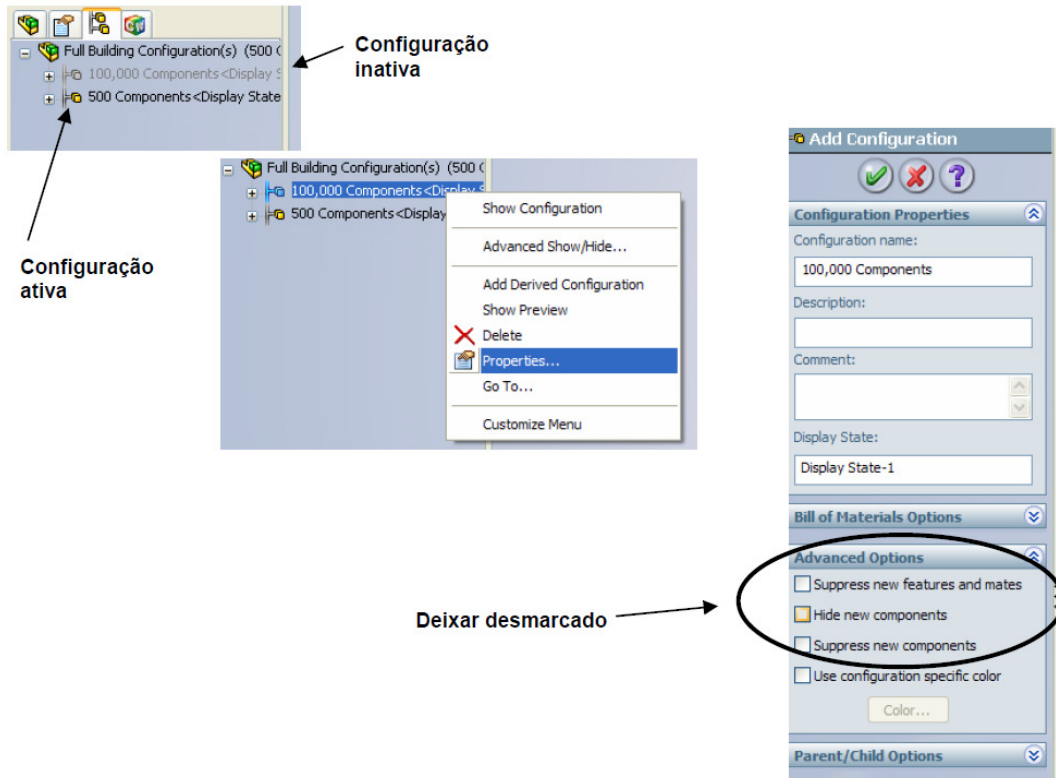 Full Building Configuration(s) (500 (
100,000 Components<Display S
500 Components<Display State
Configuração
inativa
Configuração
ativa
Full Building Configuration(s) (500 (
100,000 Components<Display S
500 Components<Display
Show Configuration
Advanced Show/Hide...
Add Derived Configuration
Show Preview
Delete
Properties...
Go To...
Customize Menu
Add Configuration
?
Configuration Properties
Configuration name:
100,000 Components
Description:
Comment:
Display State:
Display State-1
Bill of Materials Options
Advanced Options
Suppress new features and mates
Hide new components
Suppress new components
Use configuration specific color
Color...
Parent/Child Options
Deixar desmarcado